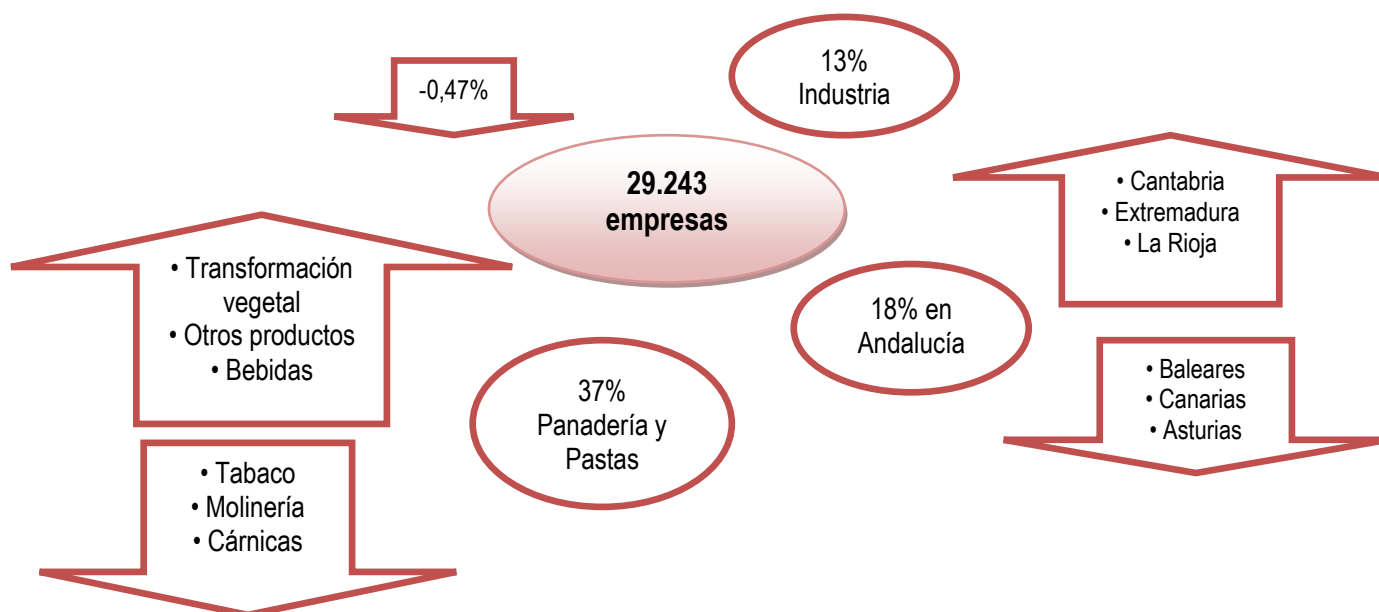 -0,47%
13%
Industria
29.243
empresas
• Cantabria
• Extremadura
• La Rioja
• Transformación
vegetal
• Otros productos
• Bebidas
18% en
Andalucía
37%
Panadería y
Pastas
• Baleares
• Canarias
• Asturias
• Tabaco
• Molinería
• Cárnicas